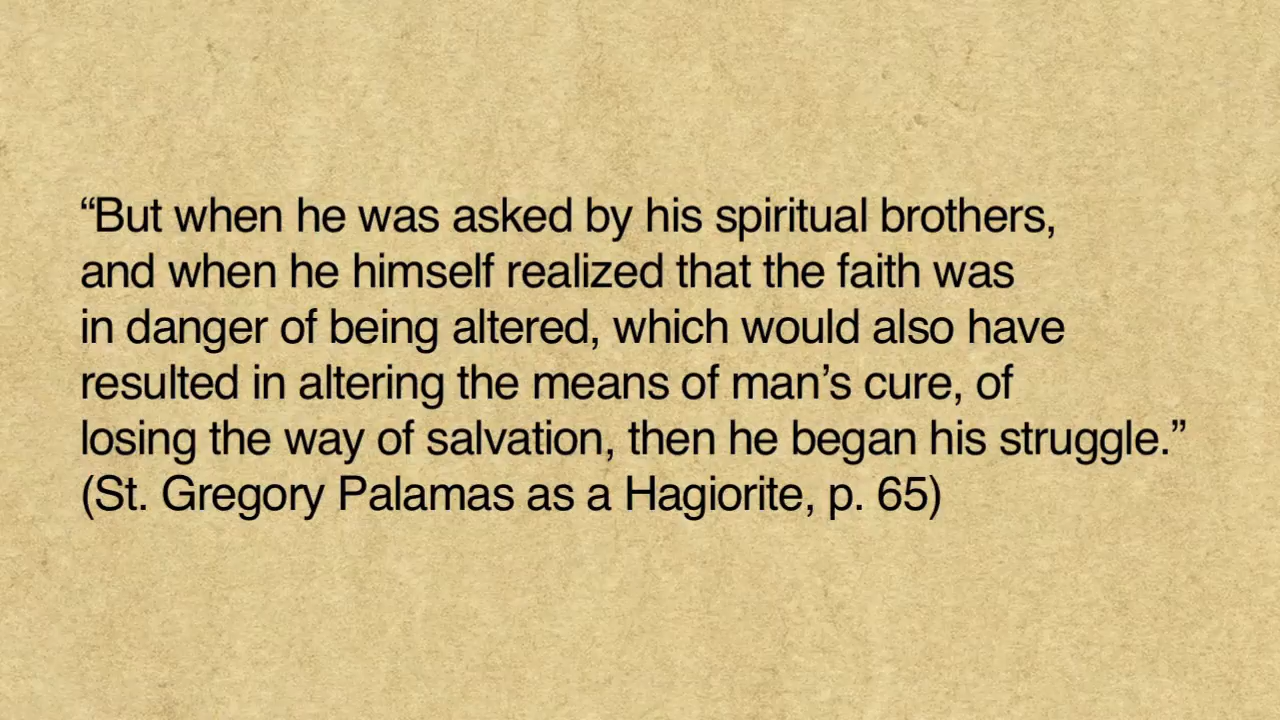 “But when he was asked by his spiritual brothers,
and when he himself realized that the faith was
in danger of being altered, which would also have
resulted in altering the means of man’s cure, of
losing the way of salvation, then he began his struggle.”
(St. Gregory Palamas as a Hagiorite, p. 65)